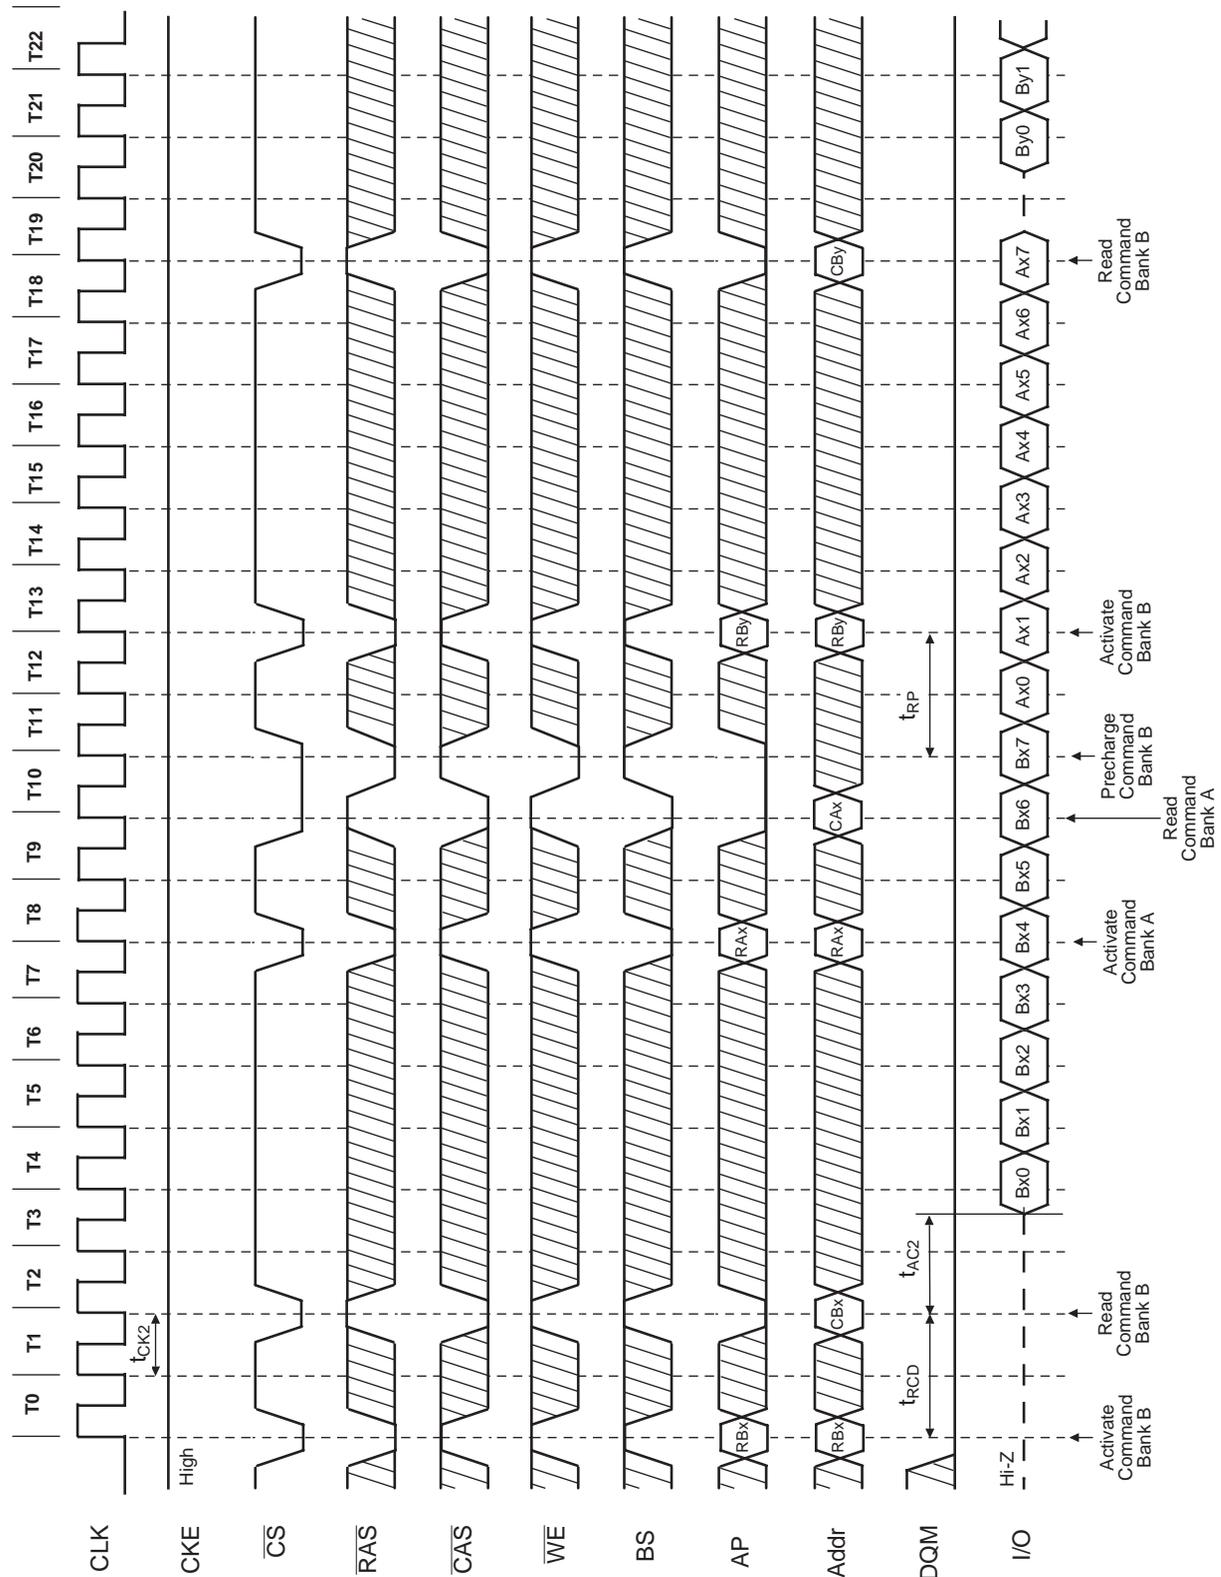 T0 T1 T2 T3 T4 T5 T6 T7 T8 T9 T10 T11 T12 T13 T14 T15 T16 T17 T18 T19 T20 T21 T22
CLK
tCK2
CKE
High
CS
RAS
CAS
WE
BS
AP
RBx RAx RBy
Addr
RBx CBx RAx CAx RBy CBy
DQM
tRCD tAC2 tRP
I/O
Hi-Z
Bx0 Bx1 Bx2 Bx3 Bx4 Bx5 Bx6 Bx7 Ax0 Ax1 Ax2 Ax3 Ax4 Ax5 Ax6 Ax7 By0 By1
Activate
Command
Bank B
Read
Command
Bank B
Activate
Command
Bank A
Read
Command
Bank A
Precharge
Command
Bank B
Activate
Command
Bank B
Read
Command
Bank B